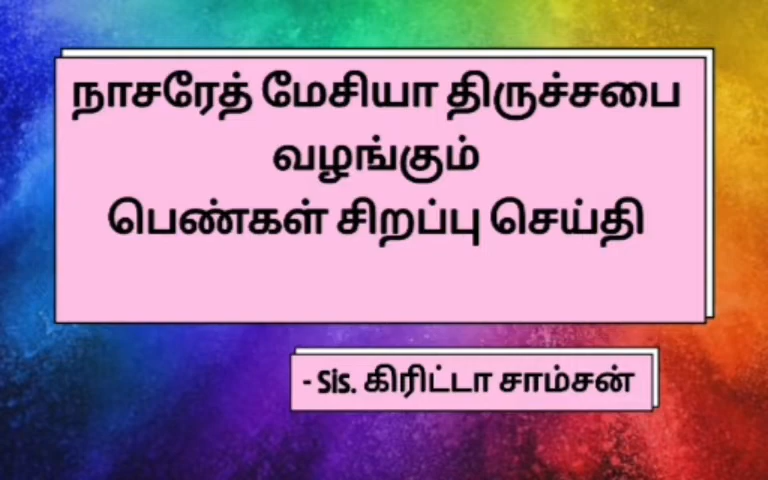 நாசரேத் மேசியா திருச்சபை
வழங்கும்
பெண்கள் சிறப்பு செய்தி
- Sis. கிரிட்டா சாம்சன்